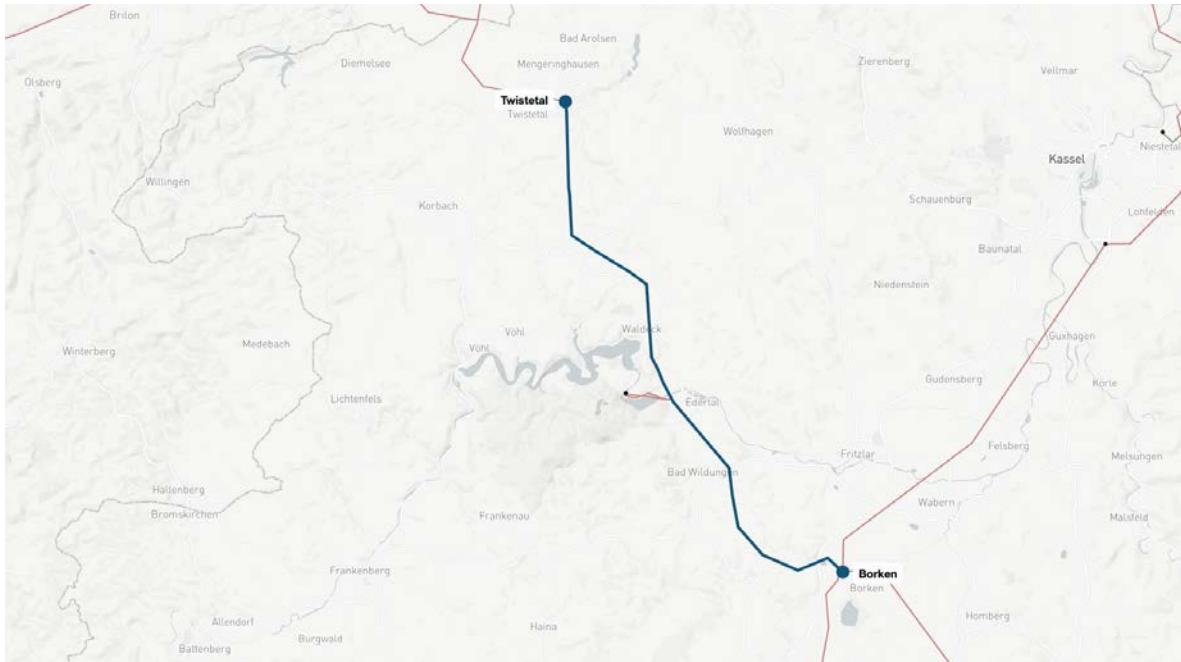 Brilon
Bad Arolsen
Diemelsee
Mengeringhausen
Zierenberg
Vellmar
Olsberg
Twistetal
Twistetal
Wolfhagen
Niestetal
Kassel
Willingen
Korbach
Schauenburg
Lohfelden
Baunatal
Niedenstein
Waldeck
Vöhl
Guxhagen
Winterberg
Medebach
Vöhl
Gudensberg
Körle
Lichtenfels
Edertal
Felsberg
Fritzlar
Melsungen
Bad Wildungen
Hallenberg
Wabern
Bromskirchen
Frankenau
Malsfeld
Frankenberg
Borken
Borken
Homberg
Allendorf
Haina
Burgwald
Battenberg